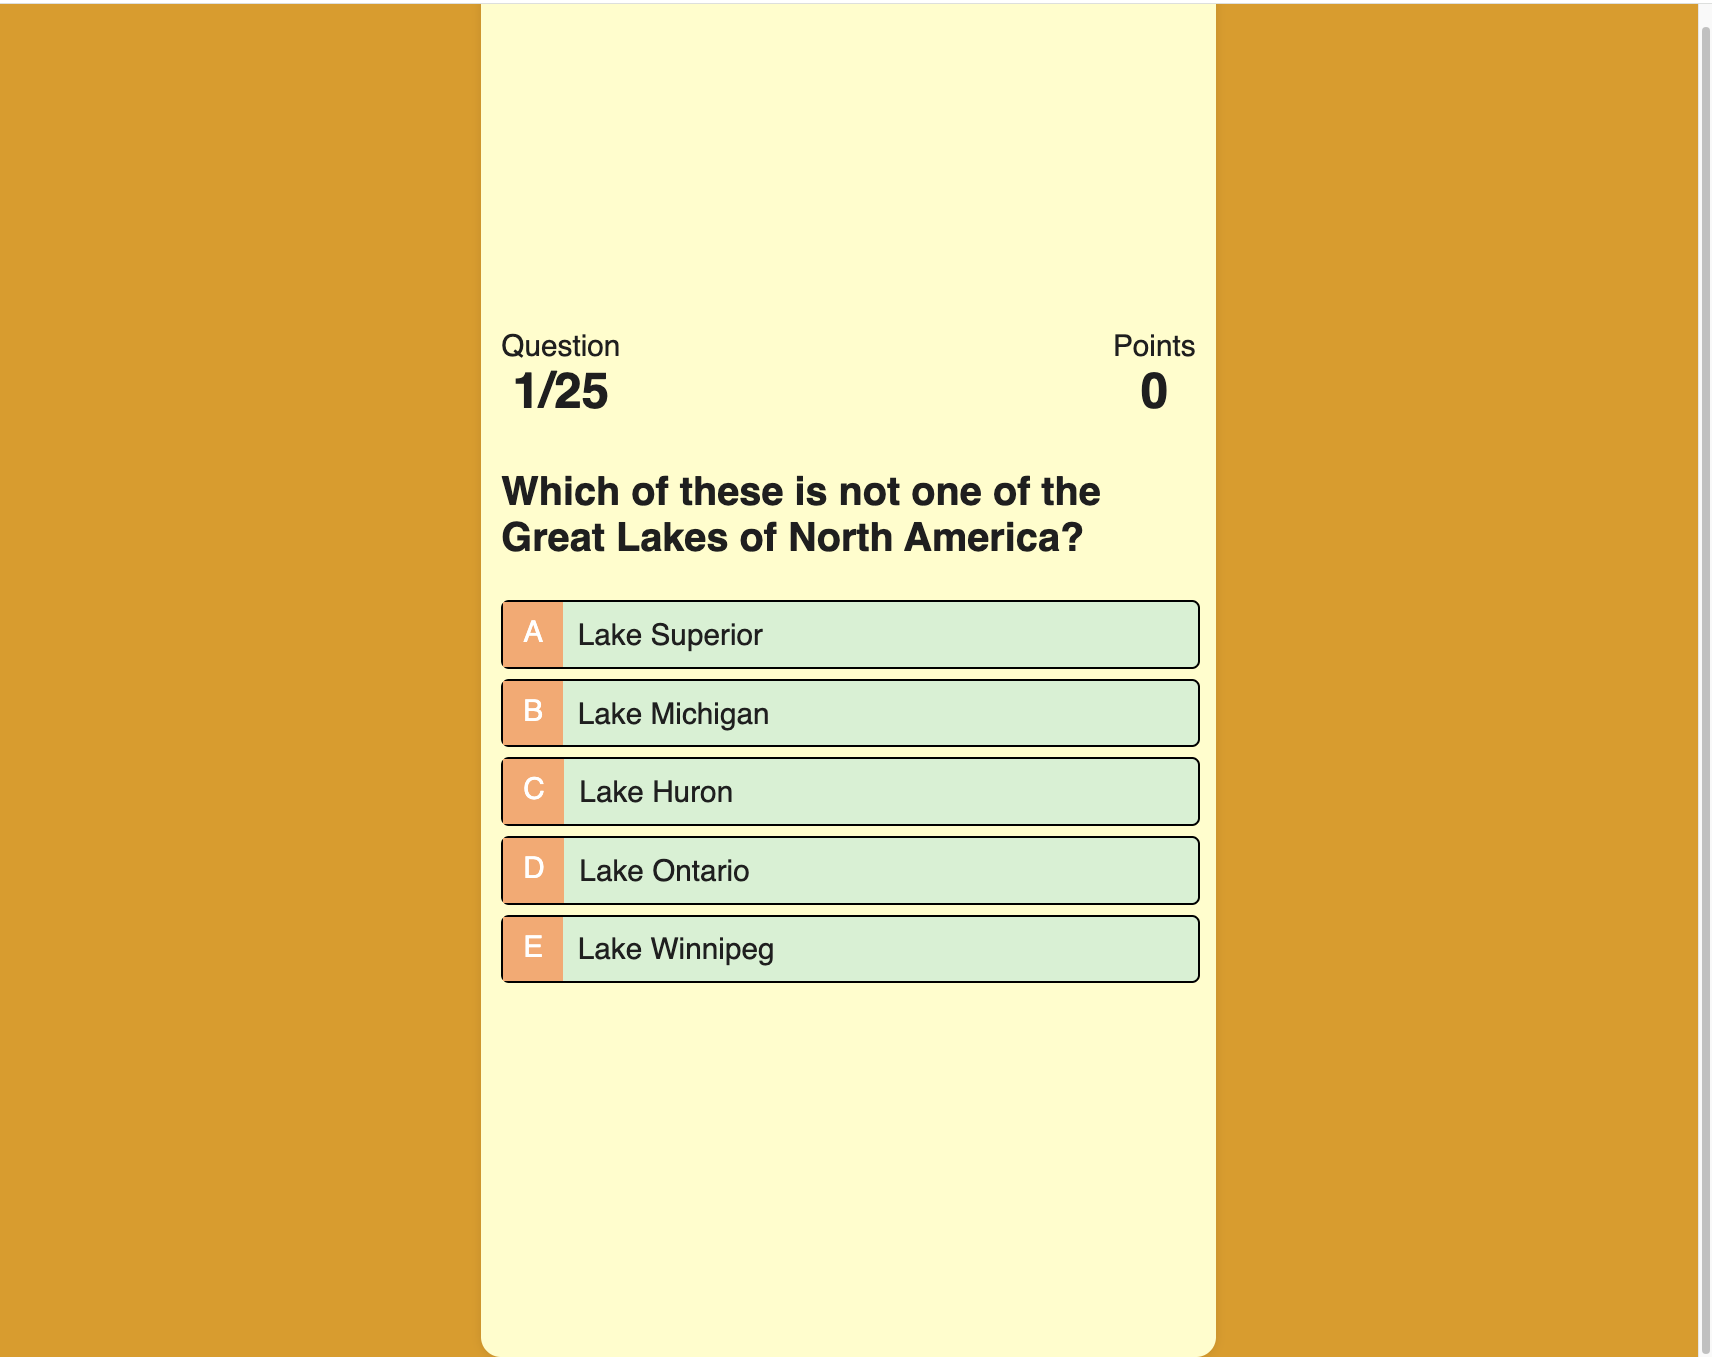 Question
Points
1/25
0
Which of these is not one of the
Great Lakes of North America?
A Lake Superior
B Lake Michigan
C Lake Huron
D Lake Ontario
E Lake Winnipeg